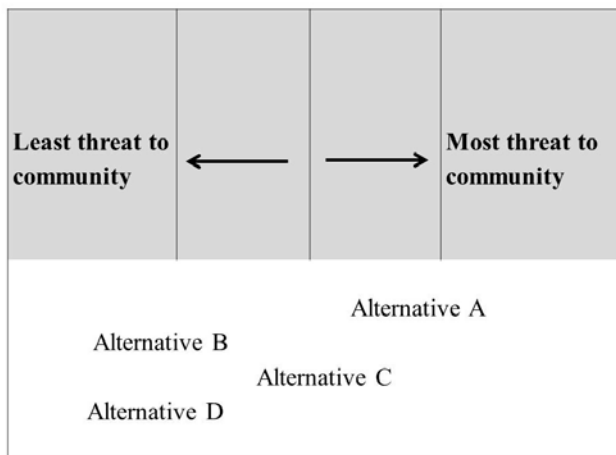 Least threat to
community
Most threat to
community
Alternative A
Alternative B
Alternative C
Alternative D